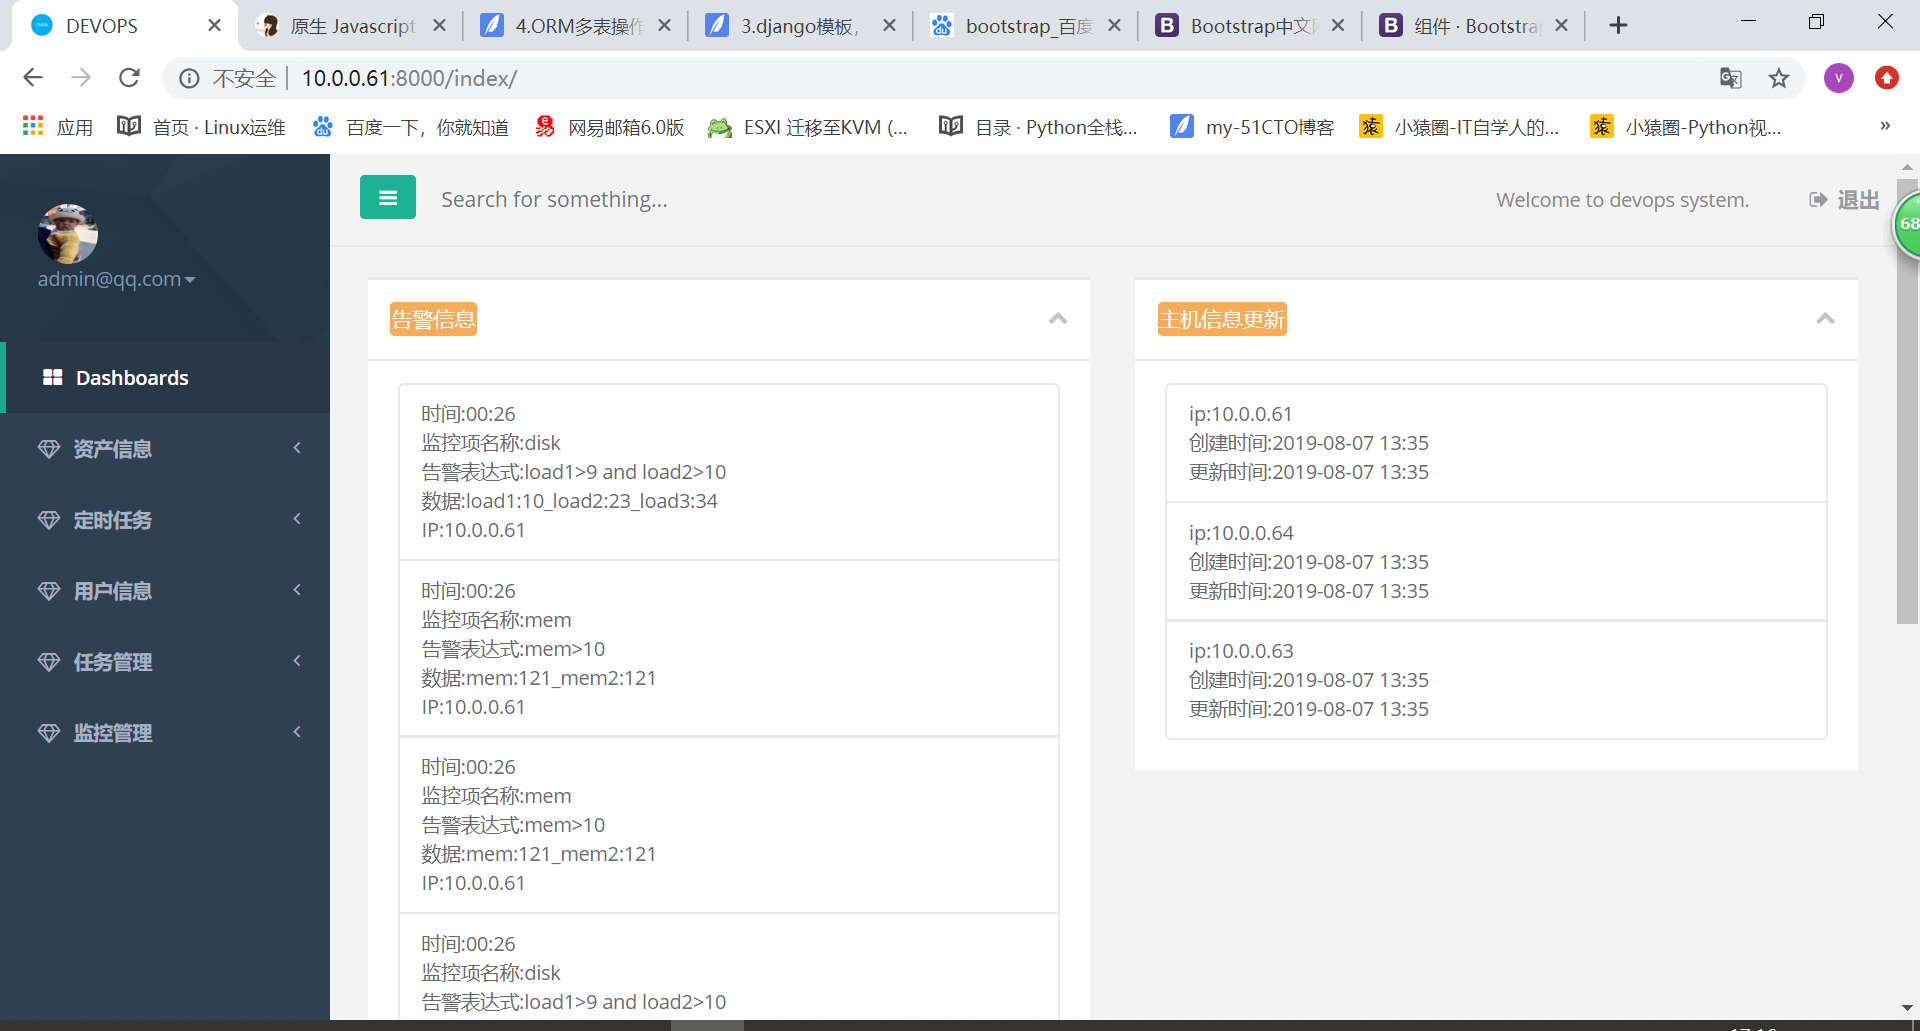 DEVOPS
原生 Javascript
4.ORM多表操作
3.django模板,
bootstrap_百度
Bootstrap中文网
组件 · Bootstrap
不安全 | 10.0.0.61:8000/index/
V
应用
首页 · Linux运维
百度一下，你就知道
网易邮箱6.0版
ESXI 迁移至KVM (...
目录 · Python全栈...
my-51CTO博客
小猿圈-IT自学人的...
小猿圈-Python视...
»
admin@qq.com
Dashboards
资产信息
定时任务
用户信息
任务管理
监控管理
Search for something...
Welcome to devops system.
退出
68
告警信息
时间:00:26
监控项名称:disk
告警表达式:load1>9 and load2>10
数据:load1:10_load2:23_load3:34
IP:10.0.0.61
时间:00:26
监控项名称:mem
告警表达式:mem>10
数据:mem:121_mem2:121
IP:10.0.0.61
时间:00:26
监控项名称:mem
告警表达式:mem>10
数据:mem:121_mem2:121
IP:10.0.0.61
时间:00:26
监控项名称:disk
告警表达式:load1>9 and load2>10
主机信息更新
ip:10.0.0.61
创建时间:2019-08-07 13:35
更新时间:2019-08-07 13:35
ip:10.0.0.64
创建时间:2019-08-07 13:35
更新时间:2019-08-07 13:35
ip:10.0.0.63
创建时间:2019-08-07 13:35
更新时间:2019-08-07 13:35